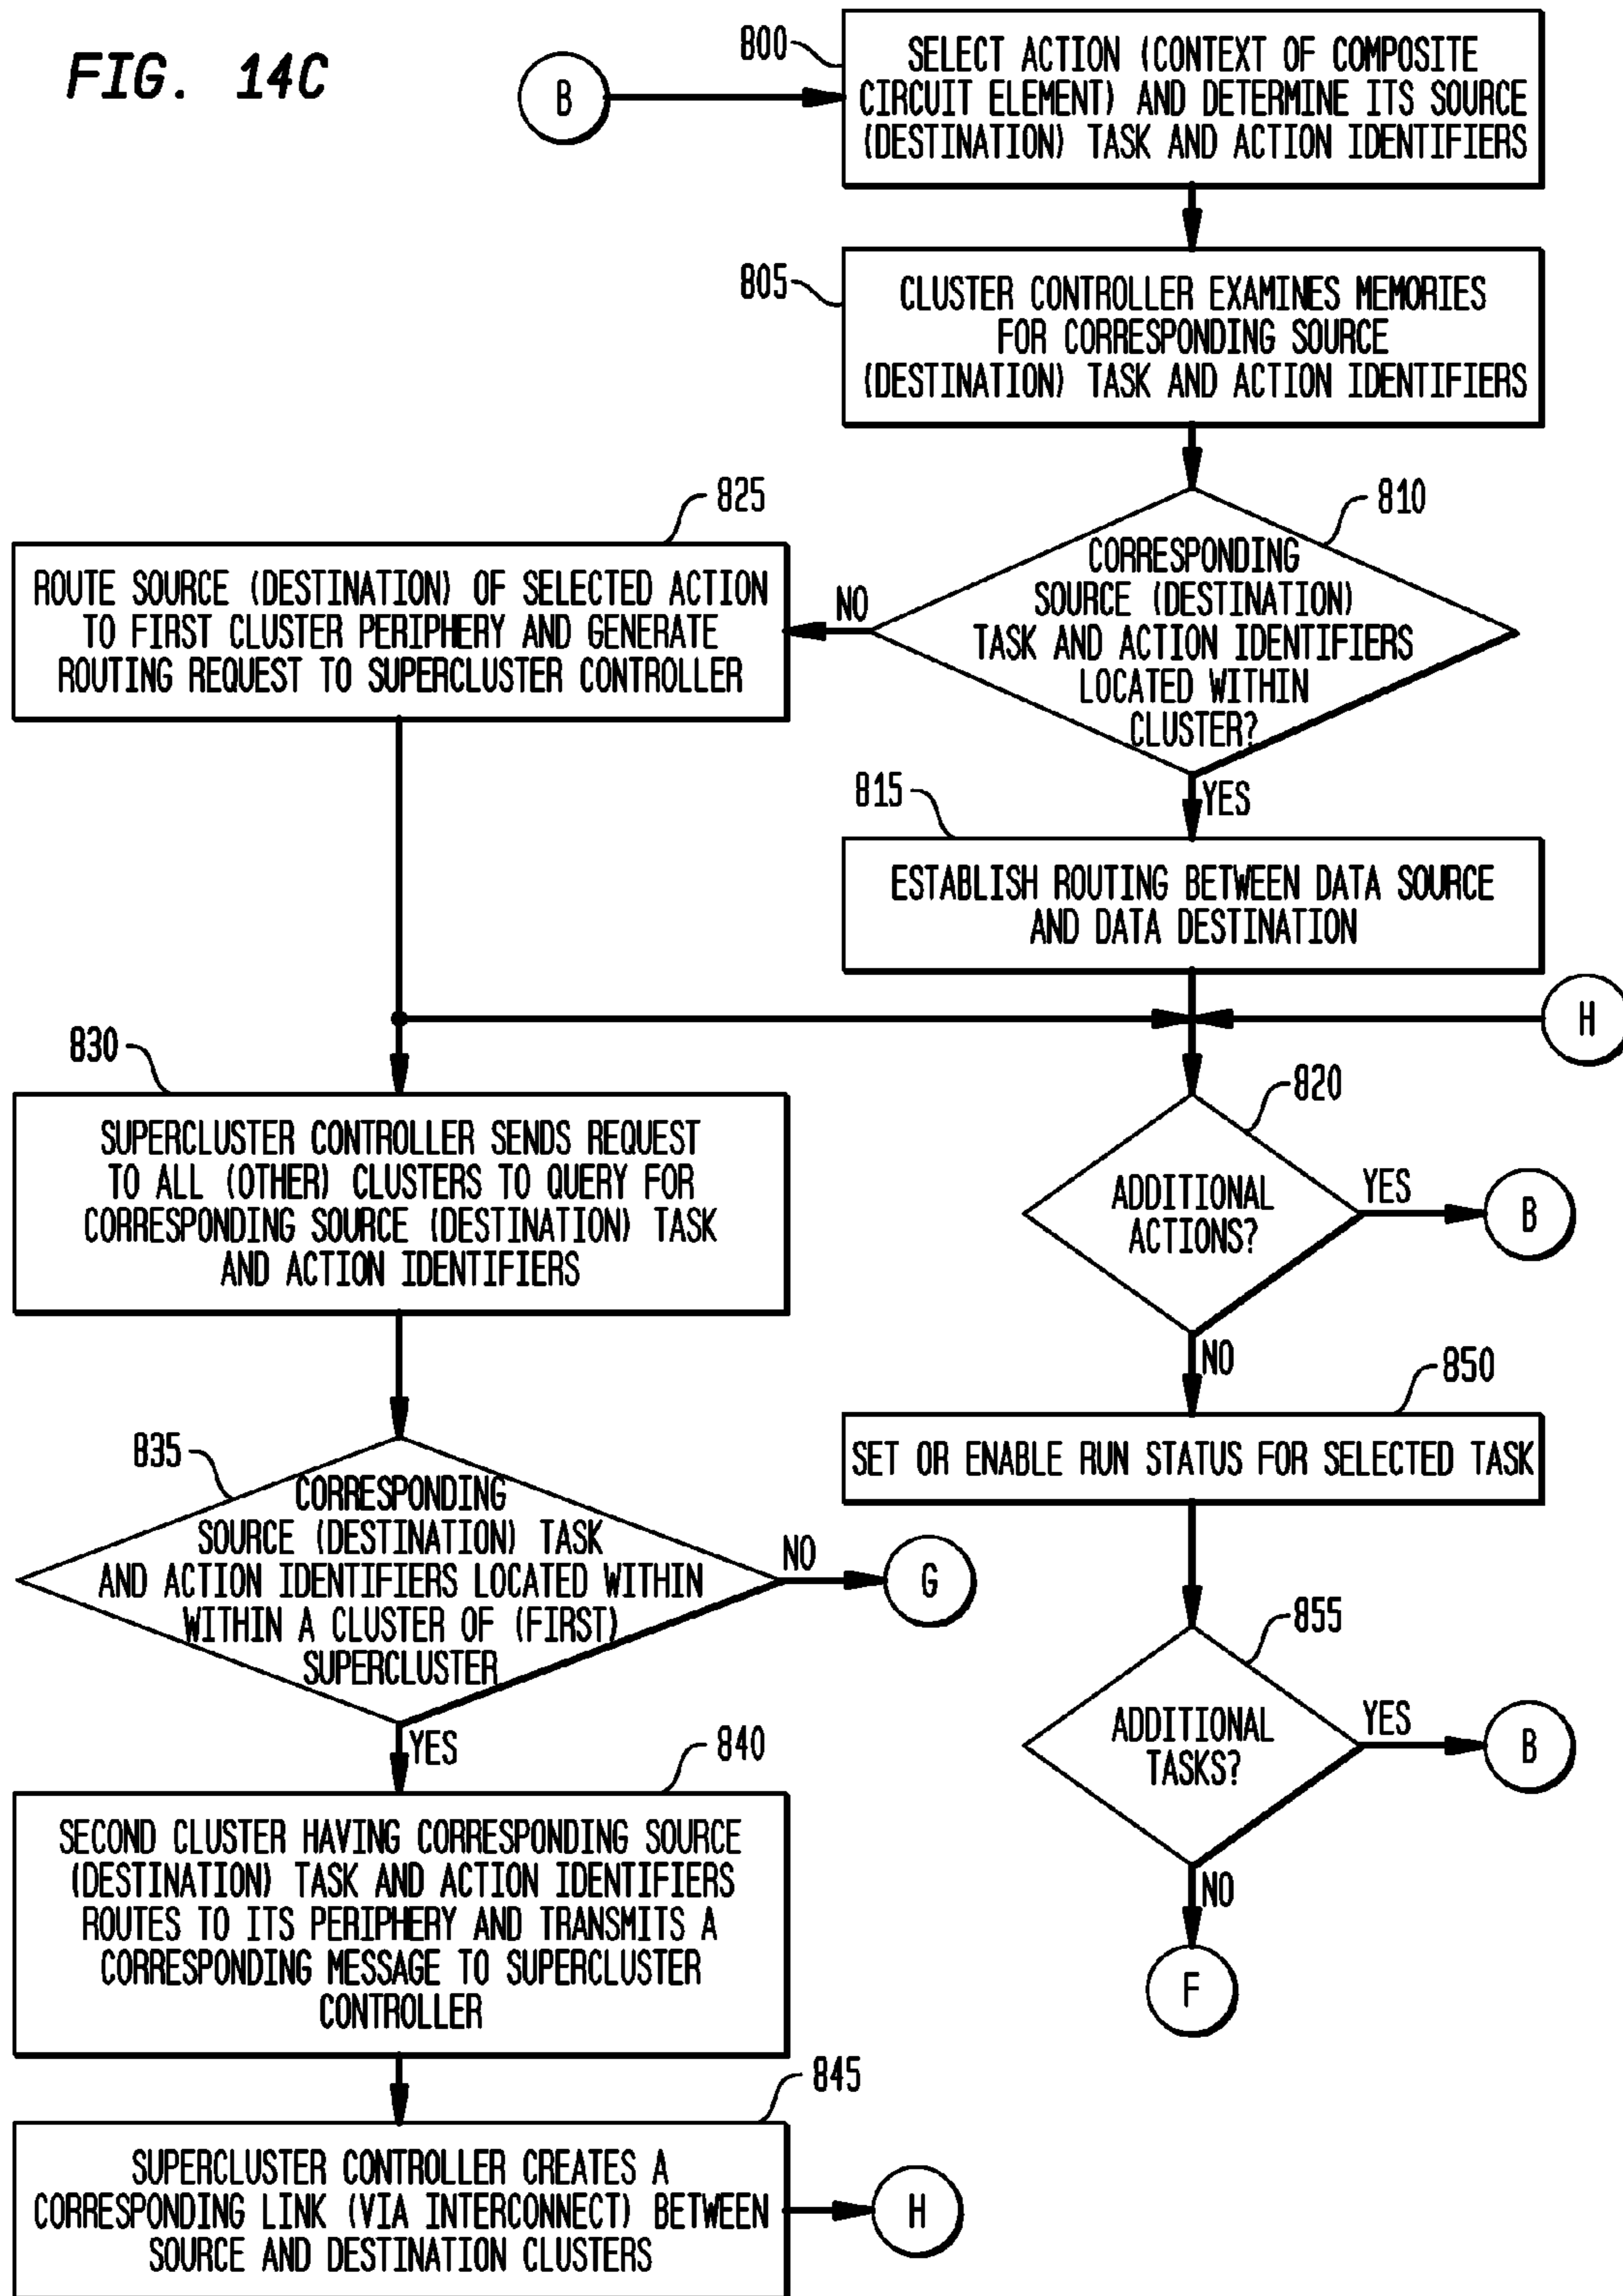 FIG. 14C
B
800
SELECT ACTION (CONTEXT OF COMPOSITE
CIRCUIT ELEMENT) AND DETERMINE ITS SOURCE
(DESTINATION) TASK AND ACTION IDENTIFIERS
805
CLUSTER CONTROLLER EXAMINES MEMORIES
FOR CORRESPONDING SOURCE
(DESTINATION) TASK AND ACTION IDENTIFIERS
810
CORRESPONDING
SOURCE (DESTINATION)
TASK AND ACTION IDENTIFIERS
LOCATED WITHIN
CLUSTER?
NO
825
ROUTE SOURCE (DESTINATION) OF SELECTED ACTION
TO FIRST CLUSTER PERIPHERY AND GENERATE
ROUTING REQUEST TO SUPERCLUSTER CONTROLLER
YES
815
ESTABLISH ROUTING BETWEEN DATA SOURCE
AND DATA DESTINATION
H
830
SUPERCLUSTER CONTROLLER SENDS REQUEST
TO ALL (OTHER) CLUSTERS TO QUERY FOR
CORRESPONDING SOURCE (DESTINATION) TASK
AND ACTION IDENTIFIERS
820
ADDITIONAL
ACTIONS?
YES
B
NO
850
SET OR ENABLE RUN STATUS FOR SELECTED TASK
835
CORRESPONDING
SOURCE (DESTINATION) TASK
AND ACTION IDENTIFIERS LOCATED WITHIN
WITHIN A CLUSTER OF (FIRST)
SUPERCLUSTER
NO
G
YES
855
ADDITIONAL
TASKS?
YES
B
NO
F
840
SECOND CLUSTER HAVING CORRESPONDING SOURCE
(DESTINATION) TASK AND ACTION IDENTIFIERS
ROUTES TO ITS PERIPHERY AND TRANSMITS A
CORRESPONDING MESSAGE TO SUPERCLUSTER
CONTROLLER
845
SUPERCLUSTER CONTROLLER CREATES A
CORRESPONDING LINK (VIA INTERCONNECT) BETWEEN
SOURCE AND DESTINATION CLUSTERS
H